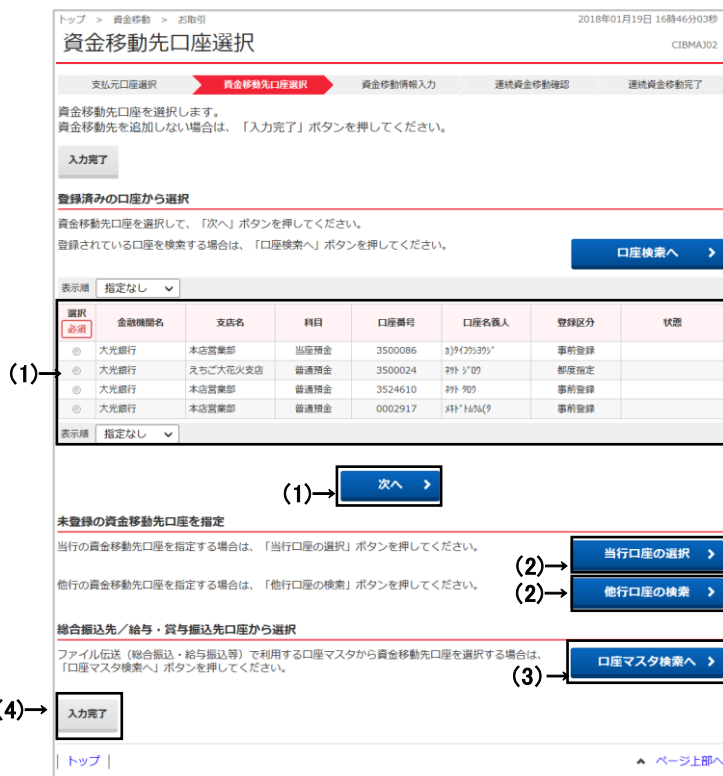 トップ > 資金移動 > お取引
2018年01月19日 16時46分03秒
資金移動先口座選択
CIBMAJ02
支払元口座選択 資金移動先口座選択 資金移動情報入力 連続資金移動確認 連続資金移動完了
資金移動先口座を選択します。
資金移動先を追加しない場合は、「入力完了」ボタンを押してください。
入力完了
登録済みの口座から選択
資金移動先口座を選択して、「次へ」ボタンを押してください。
登録されている口座を検索する場合は、「口座検索へ」ボタンを押してください。
口座検索へ
表示順 指定なし
選択 必須 金融機関名 支店名 科目 口座番号 口座名義人 登録区分 状態
(1)→
大光銀行 本店営業部 当座預金 3500086 カ)タイコウシヨウジ 事前登録
大光銀行 えちご大花火支店 普通預金 3500024 ネツト ジロウ 都度指定
大光銀行 本店営業部 普通預金 3524610 ネツト タロウ 事前登録
大光銀行 本店営業部 普通預金 0002917 事前登録
表示順 指定なし
(1)→ 次へ
未登録の資金移動先口座を指定
当行の資金移動先口座を指定する場合は、「当行口座の選択」ボタンを押してください。
(2)→ 当行口座の選択
他行の資金移動先口座を指定する場合は、「他行口座の検索」ボタンを押してください。
(2)→ 他行口座の検索
総合振込先／給与・賞与振込先口座から選択
ファイル伝送（総合振込・給与振込等）で利用する口座マスタから資金移動先口座を選択する場合は、
「口座マスタ検索へ」ボタンを押してください。
(3)→ 口座マスタ検索へ
(4)→ 入力完了
| トップ |
ページ上部へ